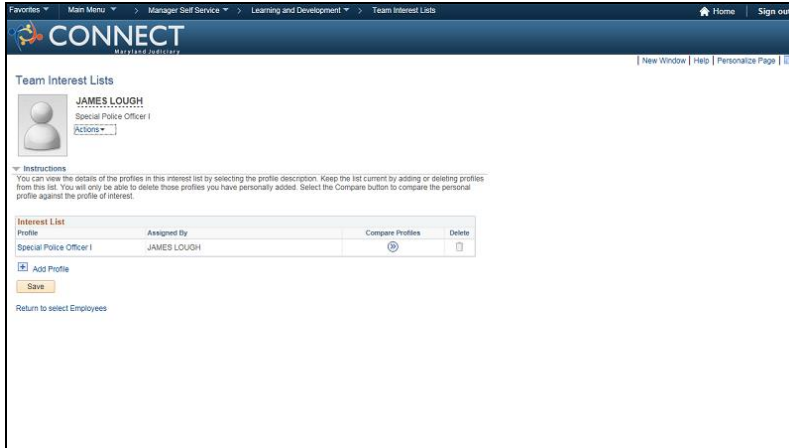 Favorites Main Menu > Manager Self Service > Learning and Development > Team Interest Lists Home Sign out
CONNECT
Maryland Judiciary
New Window | Help | Personalize Page |
Team Interest Lists
JAMES LOUGH
Special Police Officer I
Actions
Instructions
You can view the details of the profiles in this interest list by selecting the profile description. Keep the list current by adding or deleting profiles
from this list. You will only be able to delete those profiles you have personally added. Select the Compare button to compare the personal
profile against the profile of interest.
Interest List
Profile Assigned By Compare Profiles Delete
Special Police Officer I JAMES LOUGH
Add Profile
Save
Return to select Employees